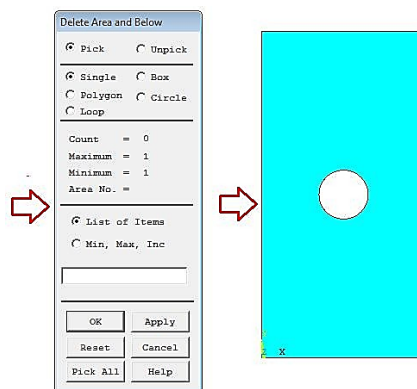 Delete Area and Below
Pick Unpick
Single Box
Polygon Circle
Loop
Count = 0
Maximum = 1
Minimum = 1
Area No. =
List of Items
Min, Max, Inc
OK Apply
Reset Cancel
Pick All Help
X